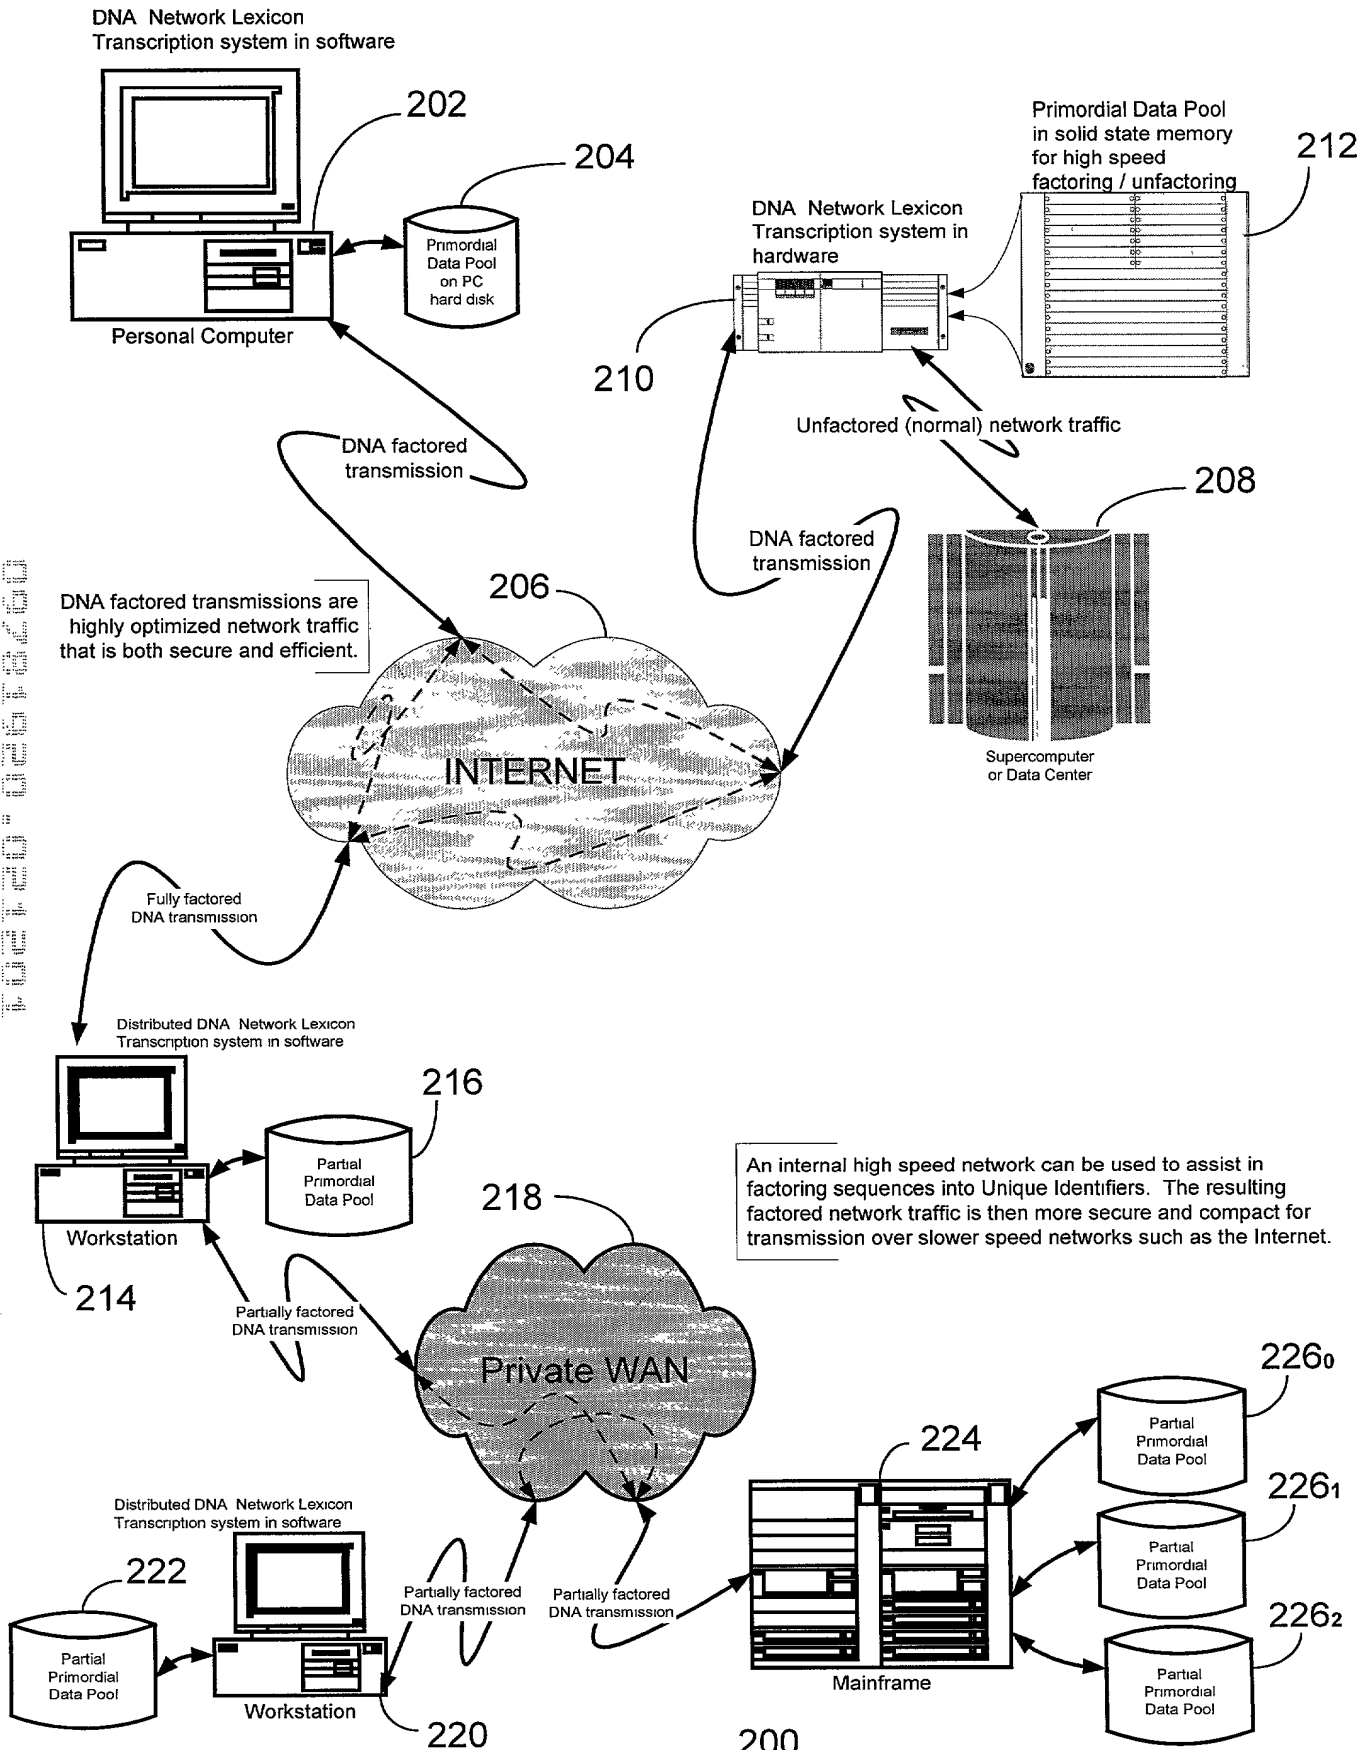 DNA Network Lexicon
Transcription system in software
202
204
Primordial
Data Pool
on PC
hard disk
Personal Computer
Primordial Data Pool
in solid state memory
for high speed
factoring / unfactoring
212
DNA Network Lexicon
Transcription system in
hardware
210
Unfactored (normal) network traffic
208
Supercomputer
or Data Center
DNA factored
transmission
DNA factored
transmission
206
DNA factored transmissions are
highly optimized network traffic
that is both secure and efficient.
INTERNET
Fully factored
DNA transmission
Distributed DNA Network Lexicon
Transcription system in software
216
Partial
Primordial
Data Pool
Workstation
214
Partially factored
DNA transmission
218
Private WAN
An internal high speed network can be used to assist in
factoring sequences into Unique Identifiers. The resulting
factored network traffic is then more secure and compact for
transmission over slower speed networks such as the Internet.
226₀
Partial
Primordial
Data Pool
224
226₁
Partial
Primordial
Data Pool
226₂
Partial
Primordial
Data Pool
Mainframe
Distributed DNA Network Lexicon
Transcription system in software
222
Partial
Primordial
Data Pool
Workstation
220
Partially factored
DNA transmission
Partially factored
DNA transmission
200